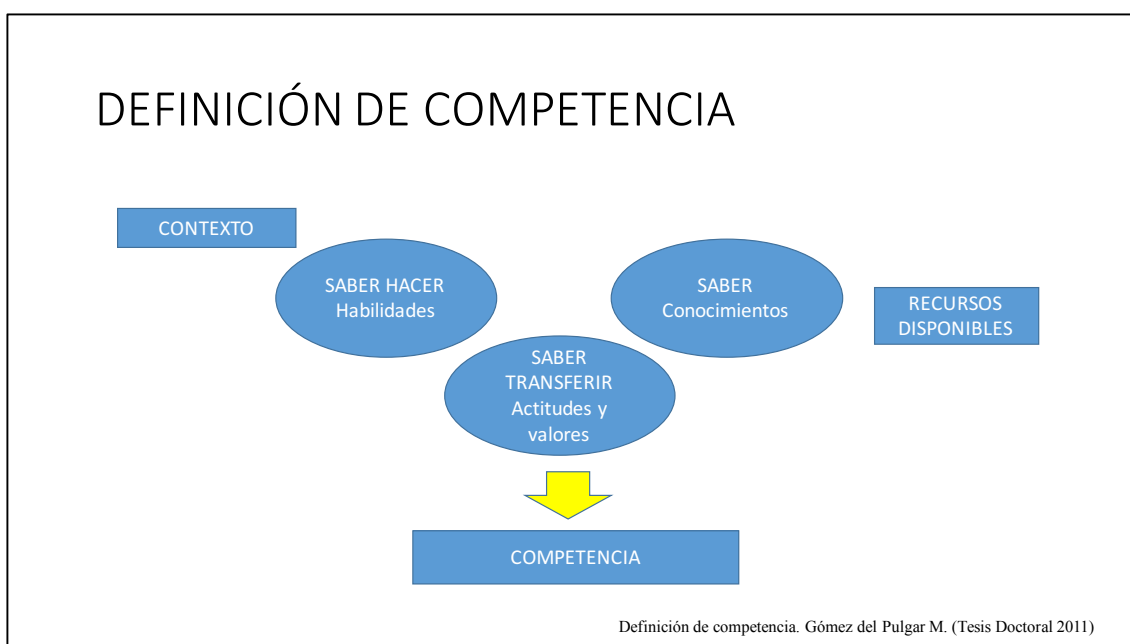 DEFINICIÓN DE COMPETENCIA
CONTEXTO
SABER HACER
Habilidades
SABER
Conocimientos
RECURSOS
DISPONIBLES
SABER
TRANSFERIR
Actitudes y
valores
COMPETENCIA
Definición de competencia. Gómez del Pulgar M. (Tesis Doctoral 2011)